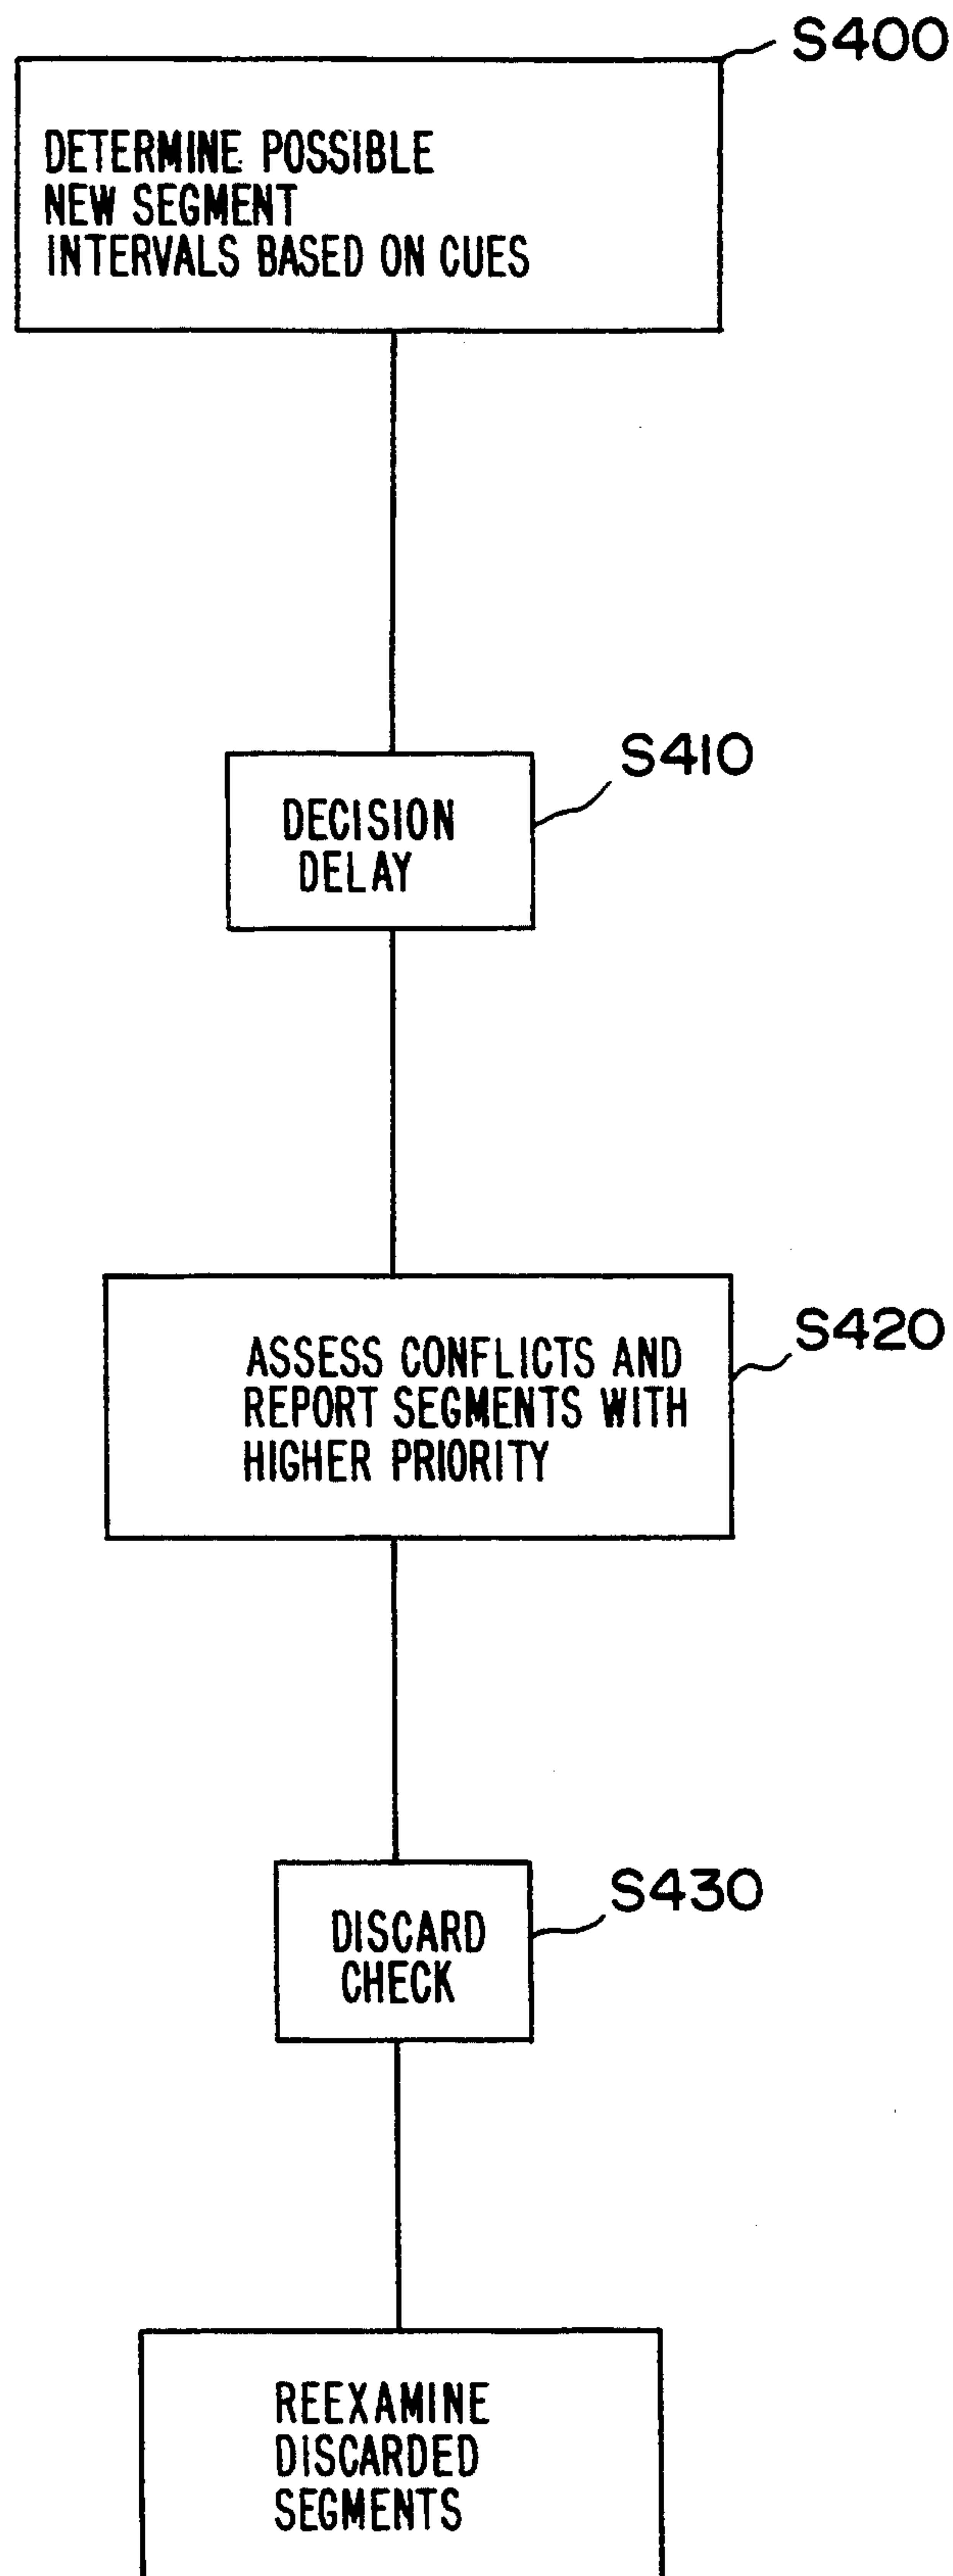 S400
DETERMINE POSSIBLE
NEW SEGMENT
INTERVALS BASED ON CUES
S410
DECISION
DELAY
S420
ASSESS CONFLICTS AND
REPORT SEGMENTS WITH
HIGHER PRIORITY
S430
DISCARD
CHECK
REEXAMINE
DISCARDED
SEGMENTS